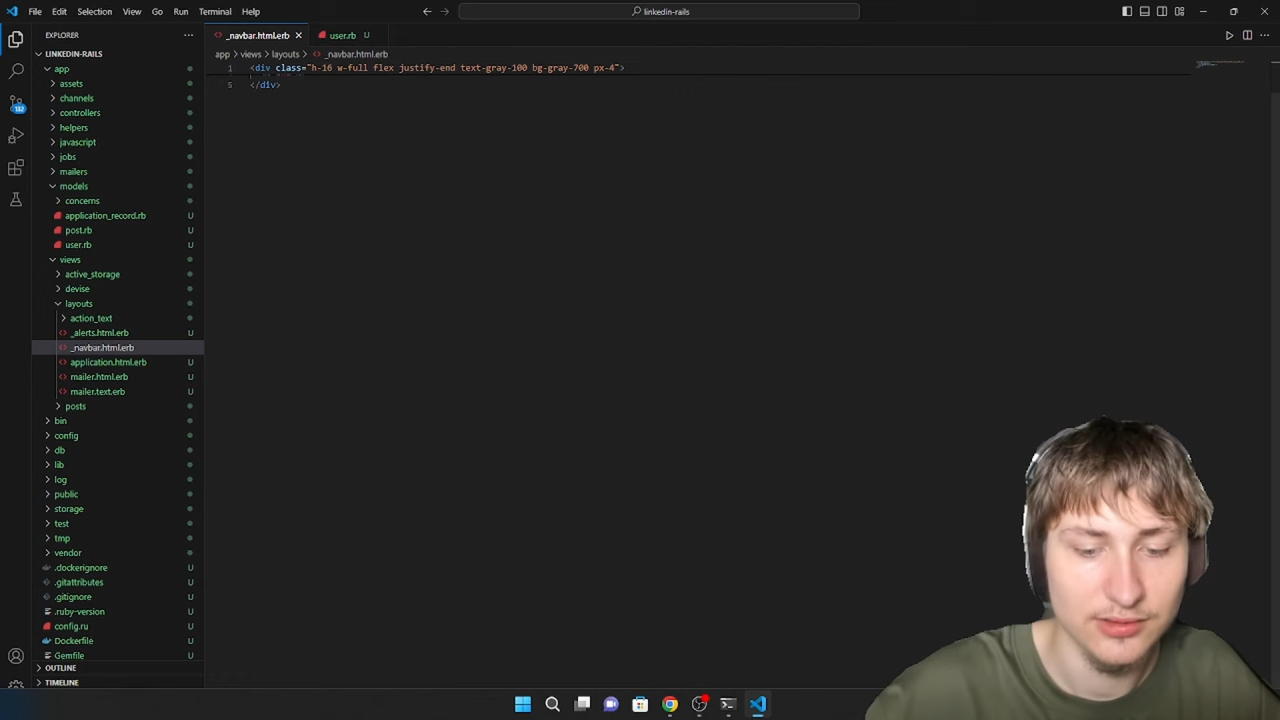 File Edit Selection View Go Run Terminal Help
linkedin-rails
EXPLORER
_navbar.html.erb
user.rb U
LINKEDIN-RAILS
app > views > layouts > _navbar.html.erb
1 <div class="h-16 w-full flex justify-end text-gray-100 bg-gray-700 px-4">
5 </div>
app
assets
channels
controllers
helpers
javascript
jobs
mailers
models
concerns
application_record.rb U
post.rb U
user.rb U
views
active_storage
devise
layouts
action_text
_alerts.html.erb U
_navbar.html.erb
application.html.erb U
mailer.html.erb U
mailer.text.erb U
posts
bin
config
db
lib
log
public
storage
test
tmp
vendor
.dockerignore U
.gitattributes U
.gitignore U
.ruby-version U
config.ru U
Dockerfile U
Gemfile U
OUTLINE
TIMELINE